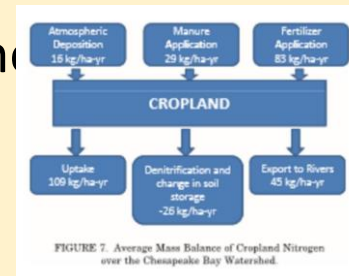 Atmospheric
Deposition
16 kg/ha-yr
Manure
Application
29 kg/ha-yr
Fertilizer
Application
83 kg/ha-yr
CROPLAND
Uptake
109 kg/ha-yr
Denitrification and
change in soil
storage
-26 kg/ha-yr
Export to Rivers
45 kg/ha-yr
FIGURE 7. Average Mass Balance of Cropland Nitrogen
over the Chesapeake Bay Watershed.